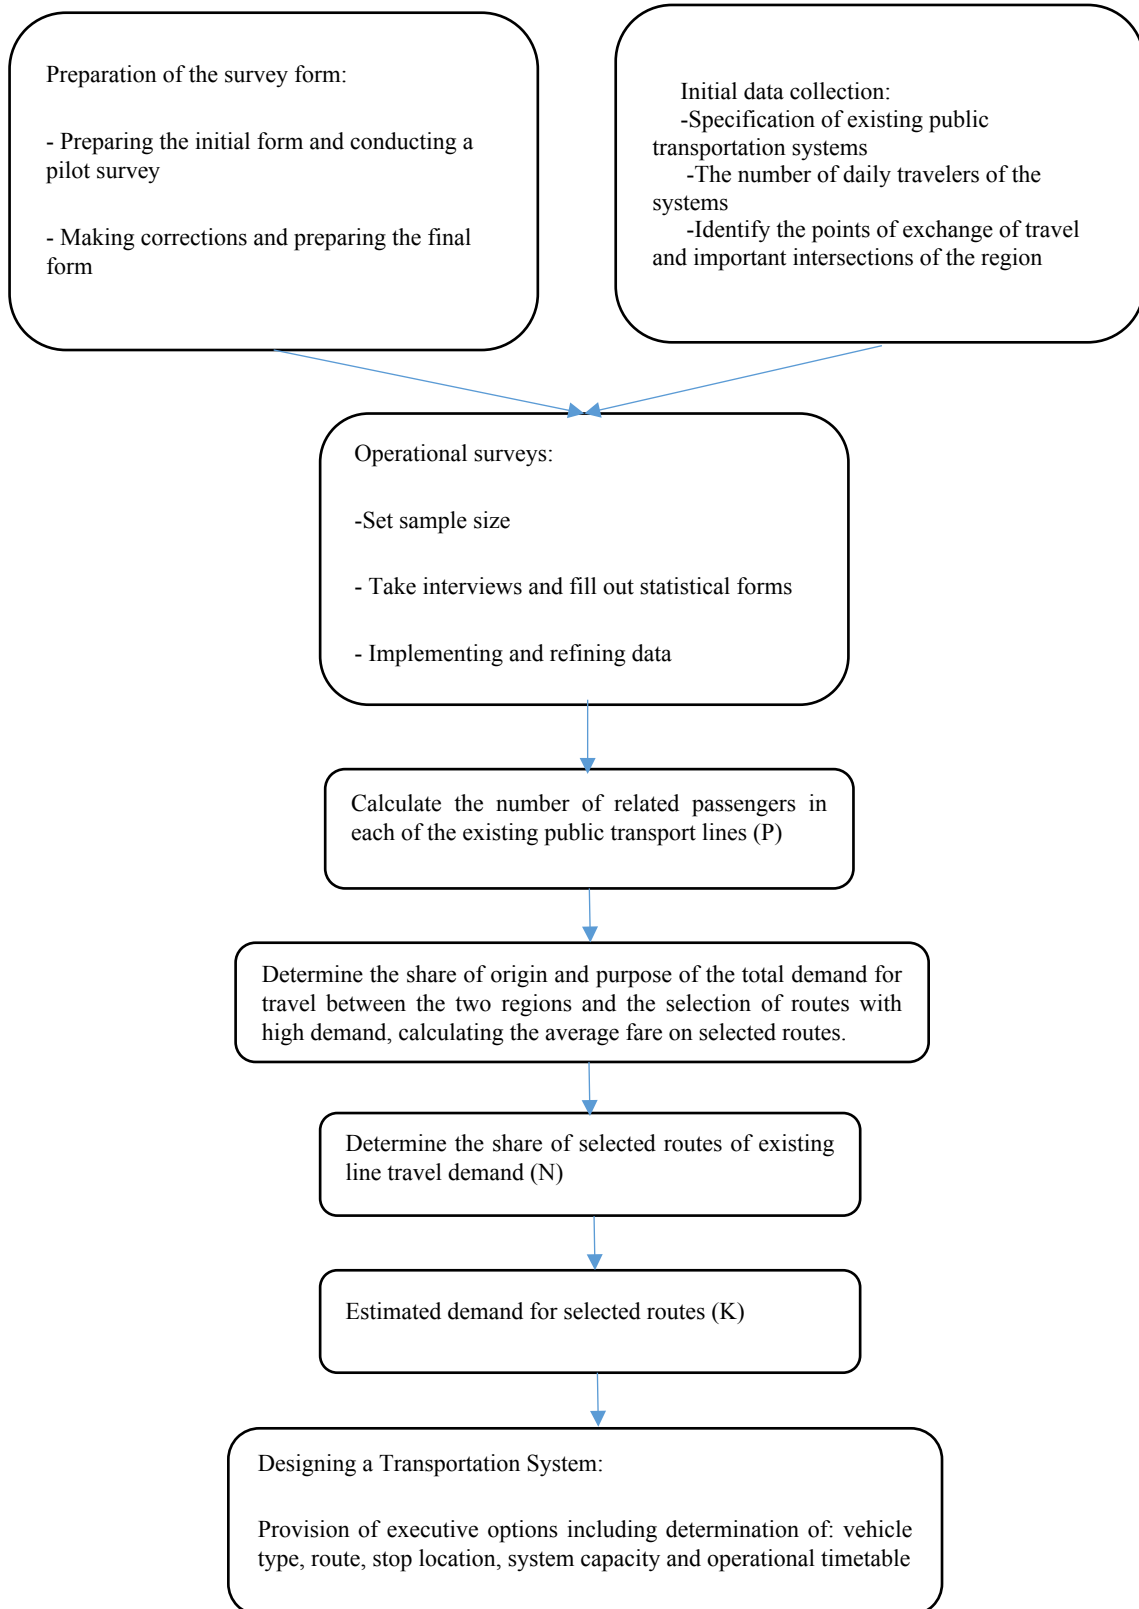 Preparation of the survey form:
- Preparing the initial form and conducting a
pilot survey
- Making corrections and preparing the final
form
Initial data collection:
-Specification of existing public
transportation systems
-The number of daily travelers of the
systems
-Identify the points of exchange of travel
and important intersections of the region
Operational surveys:
-Set sample size
- Take interviews and fill out statistical forms
- Implementing and refining data
Calculate the number of related passengers in
each of the existing public transport lines (P)
Determine the share of origin and purpose of the total demand for
travel between the two regions and the selection of routes with
high demand, calculating the average fare on selected routes.
Determine the share of selected routes of existing
line travel demand (N)
Estimated demand for selected routes (K)
Designing a Transportation System:
Provision of executive options including determination of: vehicle
type, route, stop location, system capacity and operational timetable